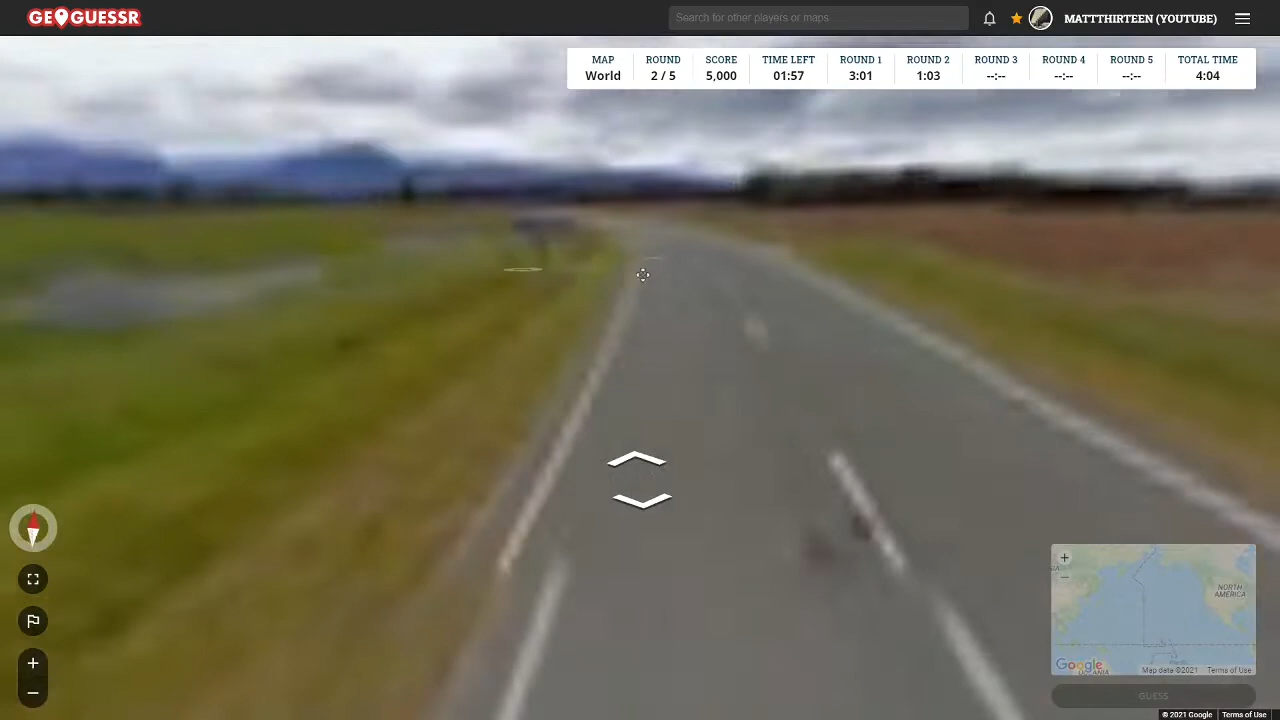 GEOGUESSR
Search for other players or maps
MATTTHIRTEEN (YOUTUBE)
MAP
World
ROUND
2 / 5
SCORE
5,000
TIME LEFT
01:57
ROUND 1
3:01
ROUND 2
1:03
ROUND 3
--:--
ROUND 4
--:--
ROUND 5
--:--
TOTAL TIME
4:04
NORTH
AMERICA
Google
Map data ©2021
Terms of Use
GUESS
© 2021 Google
Terms of Use